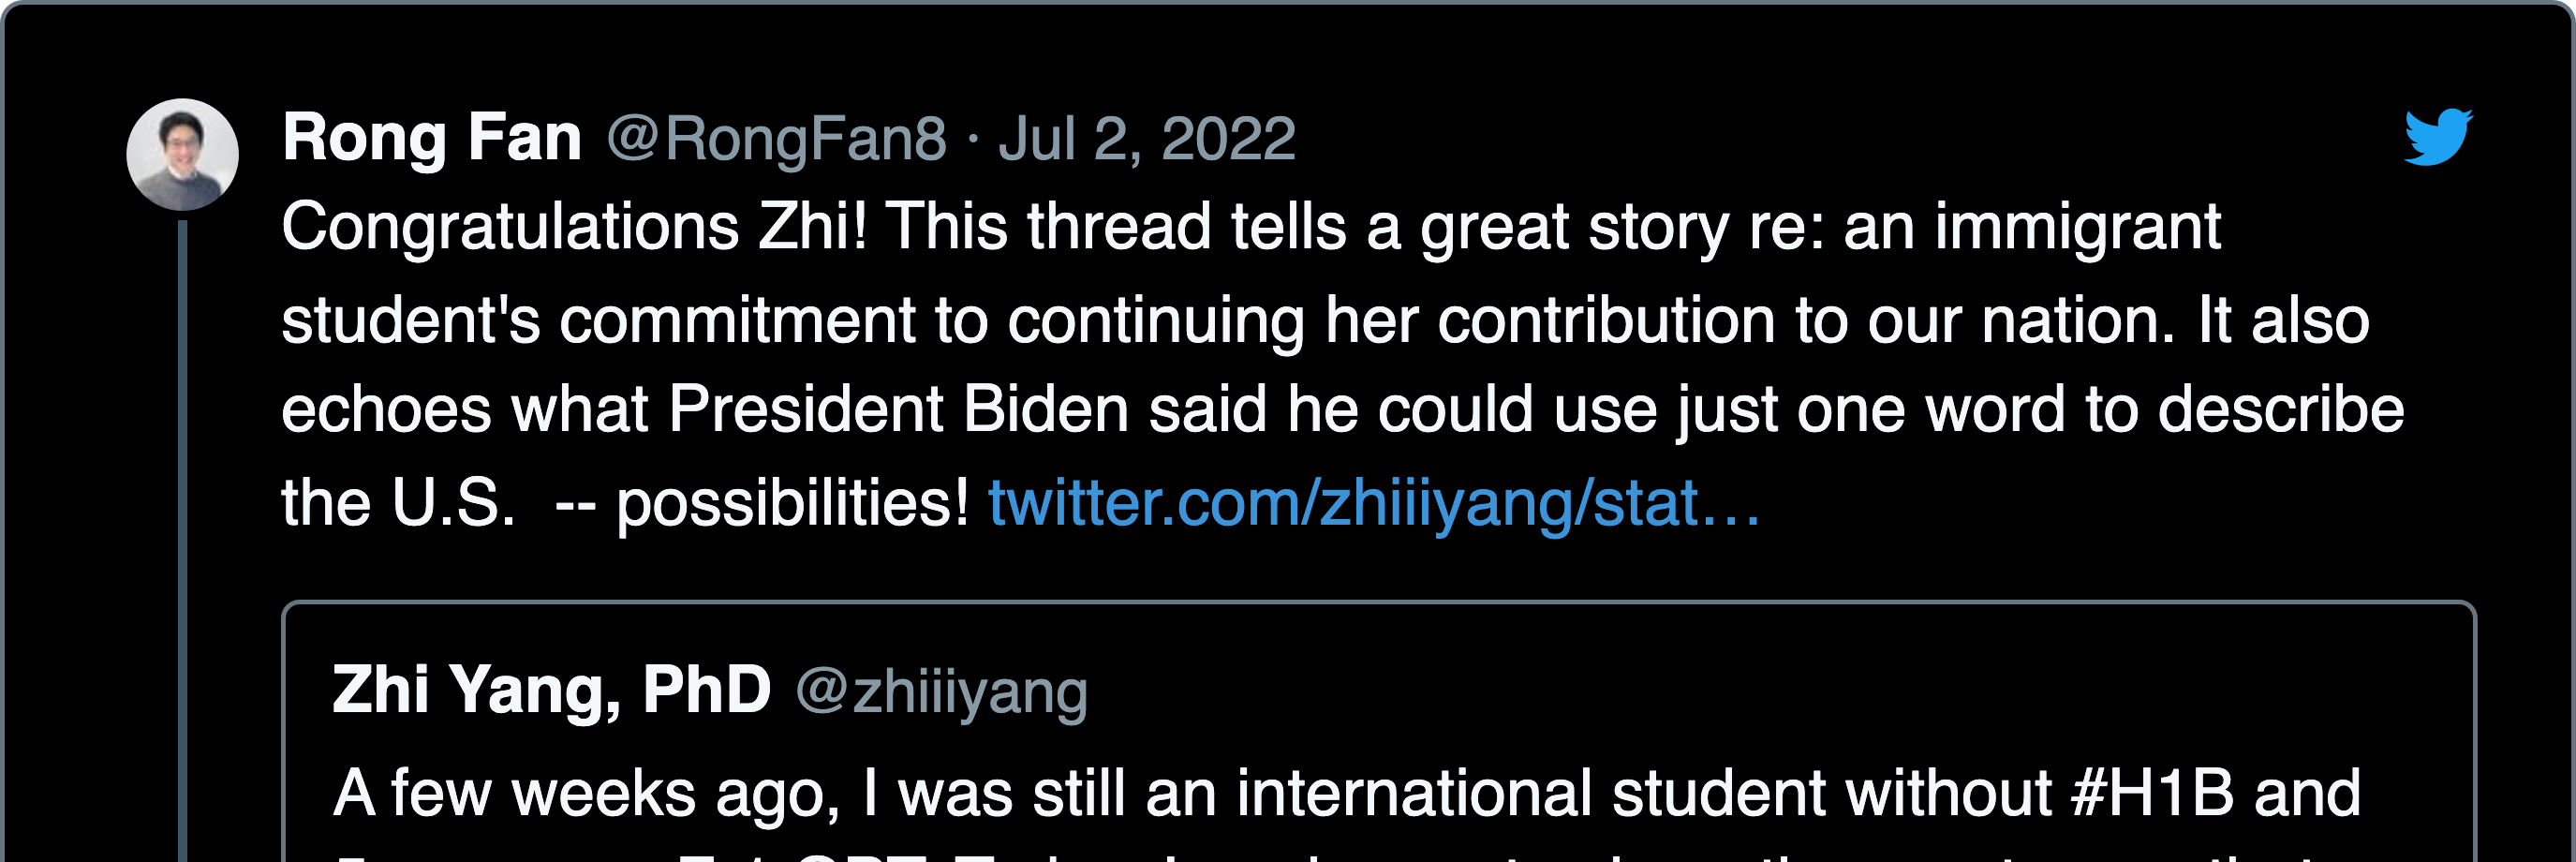 Rong Fan @RongFan8 · Jul 2, 2022
Congratulations Zhi! This thread tells a great story re: an immigrant
student's commitment to continuing her contribution to our nation. It also
echoes what President Biden said he could use just one word to describe
the U.S.  -- possibilities! twitter.com/zhiiiyang/stat…
Zhi Yang, PhD @zhiiiyang
A few weeks ago, I was still an international student without #H1B and